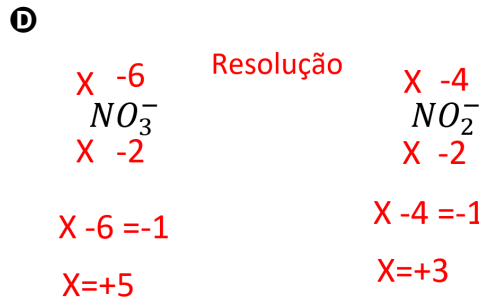 D
Resolução
X -6
NO₃⁻
X -2
X -6 =-1
X=+5
X -4
NO₂⁻
X -2
X -4 =-1
X=+3